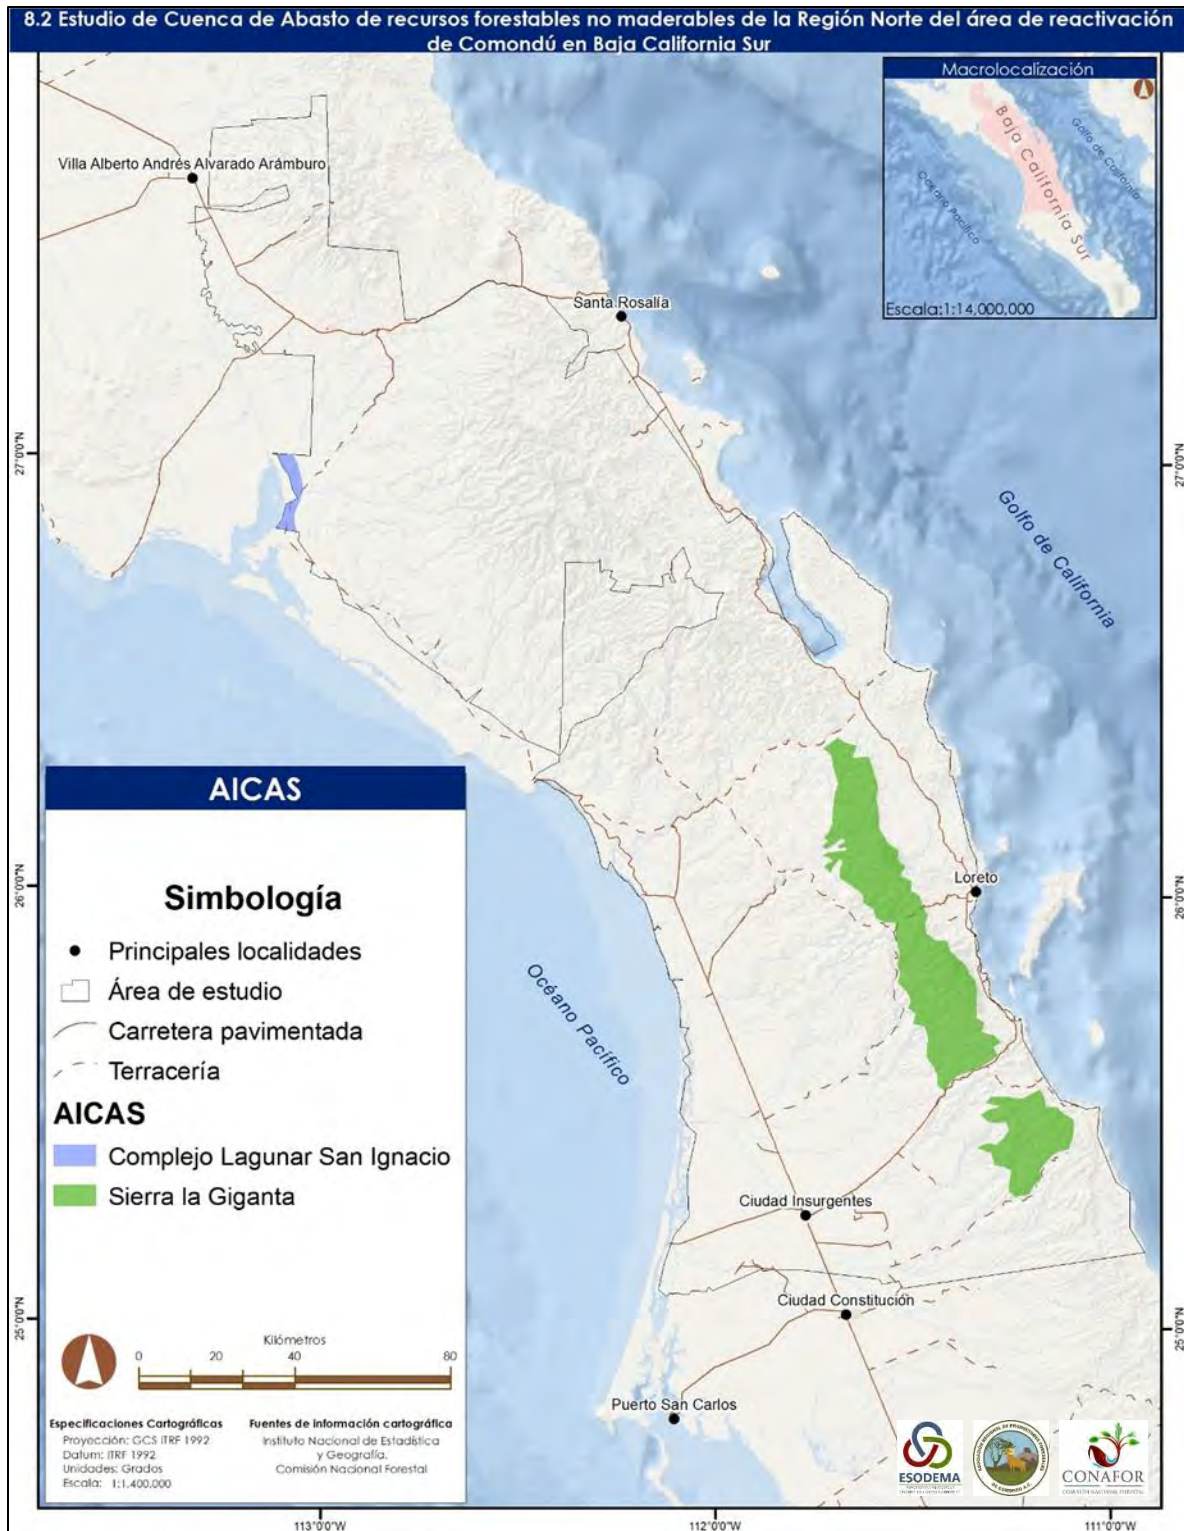 8.2 Estudio de Cuenca de Abasto de recursos forestables no maderables de la Región Norte del área de reactivación
de Comondú en Baja California Sur
Macrolocalización
Baja California Sur
Golfo de California
Océano Pacífico
Escala:1:14,000,000
Villa Alberto Andrés Alvarado Arámburo
Santa Rosalía
27°0'0"N
27°0'0"N
Golfo de California
AICAS
Simbología
Principales localidades
Área de estudio
Carretera pavimentada
Terracería
AICAS
Complejo Lagunar San Ignacio
Sierra la Giganta
26°0'0"N
26°0'0"N
Loreto
Océano Pacífico
Ciudad Insurgentes
Ciudad Constitución
25°0'0"N
25°0'0"N
Puerto San Carlos
Kilómetros
0 20 40 80
Especificaciones Cartográficas
Proyección: GCS ITRF 1992
Datum: ITRF 1992
Unidades: Grados
Escala: 1:1,400,000
Fuentes de información cartográfica
Instituto Nacional de Estadística
y Geografía.
Comisión Nacional Forestal
ESODEMA
CONAFOR
COMISIÓN NACIONAL FORESTAL
113°0'0"W
112°0'0"W
111°0'0"W